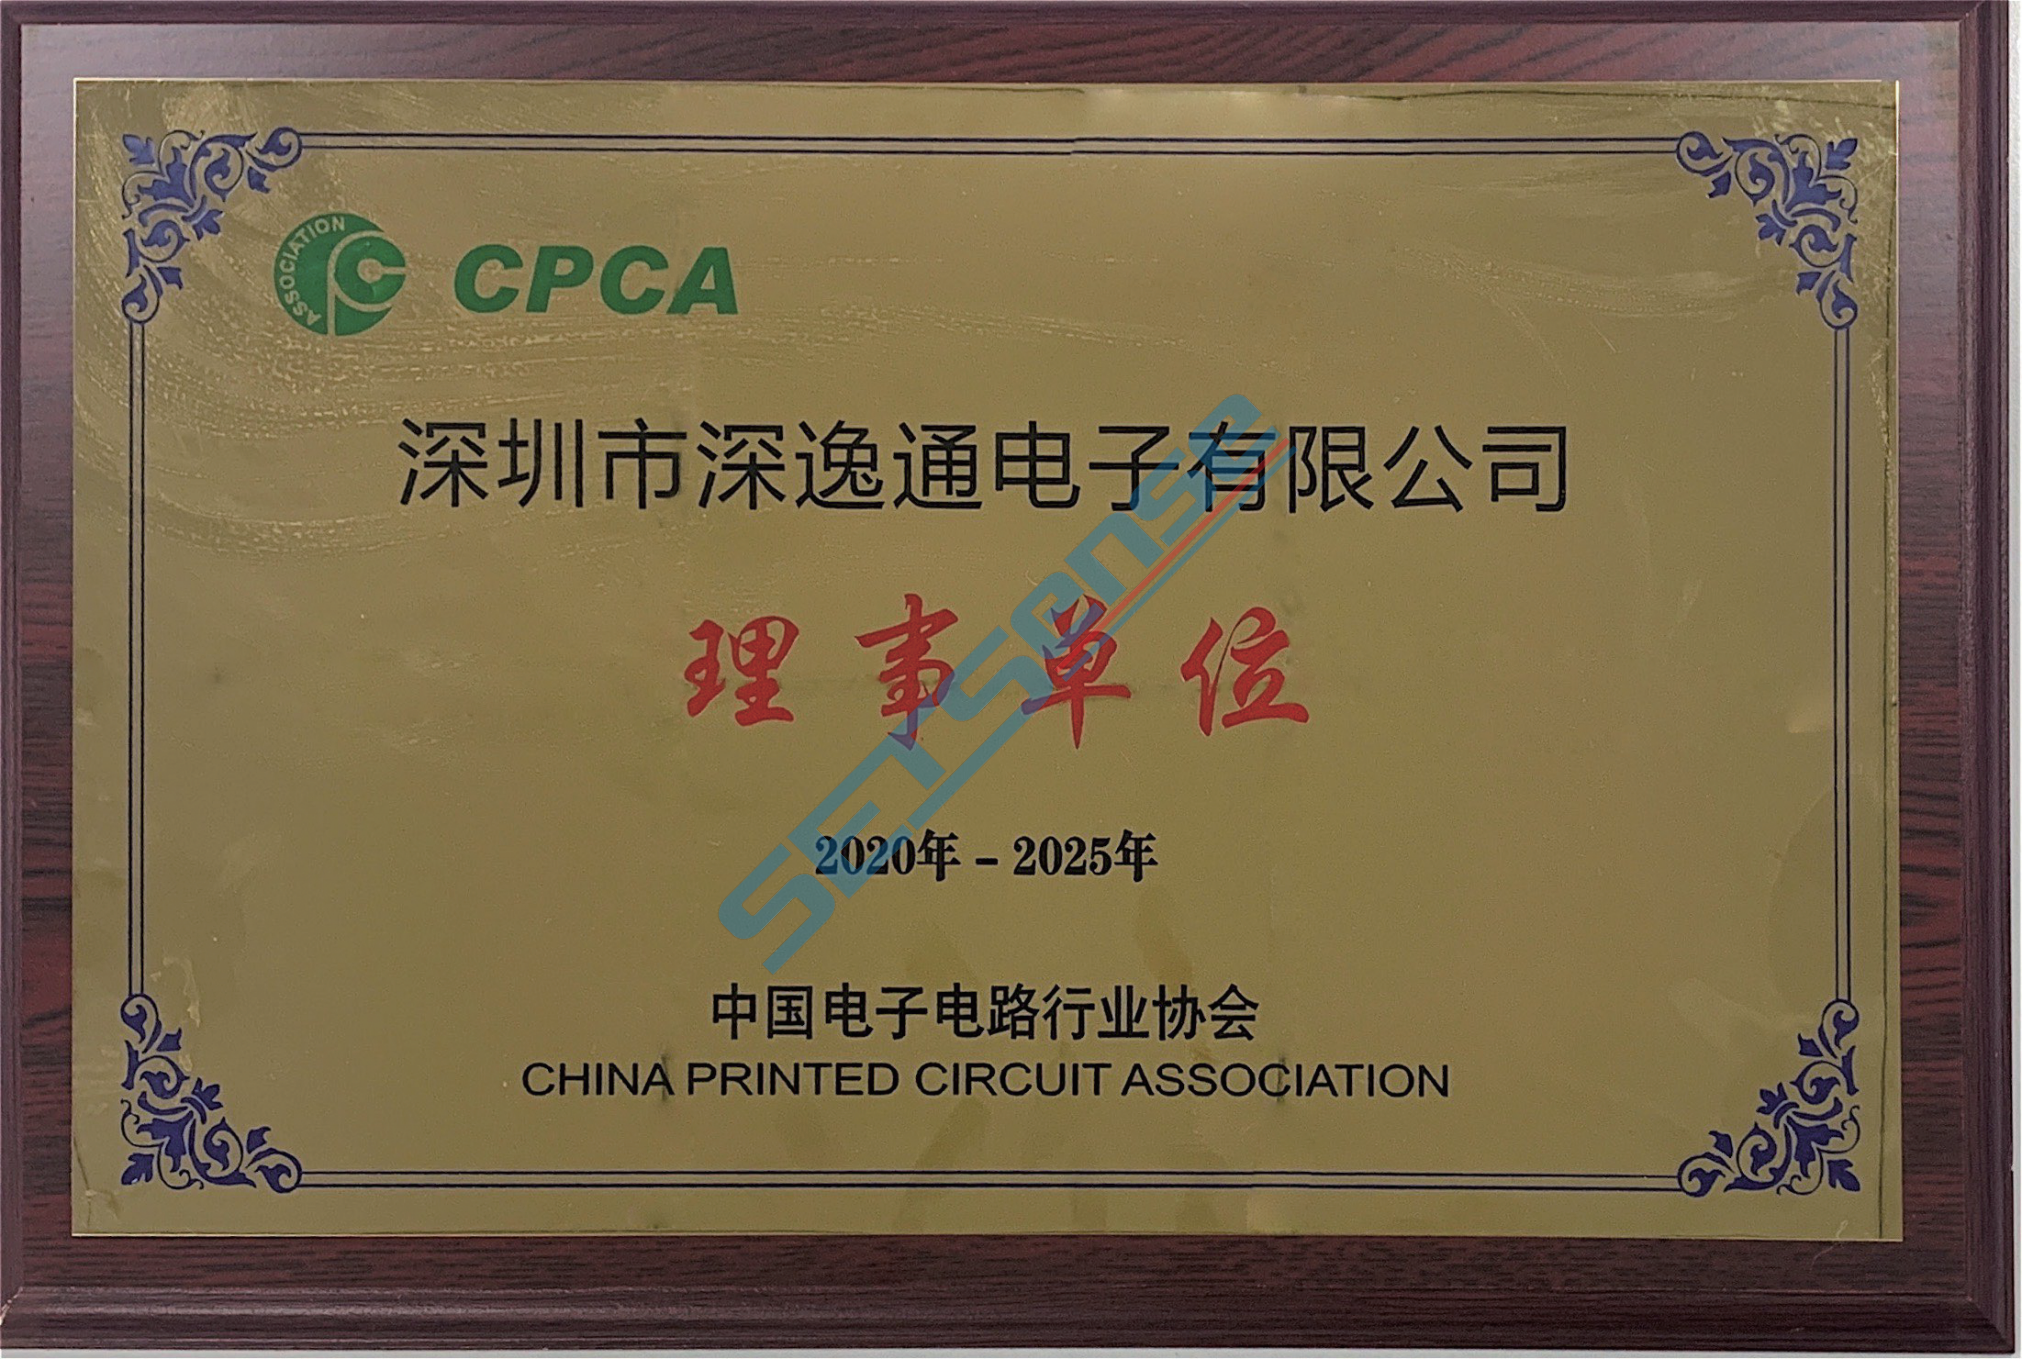 ASSOCIATION
PC
CPCA
深圳市深逸通电子有限公司
理事单位
SETSense
2020年－2025年
中国电子电路行业协会
CHINA PRINTED CIRCUIT ASSOCIATION